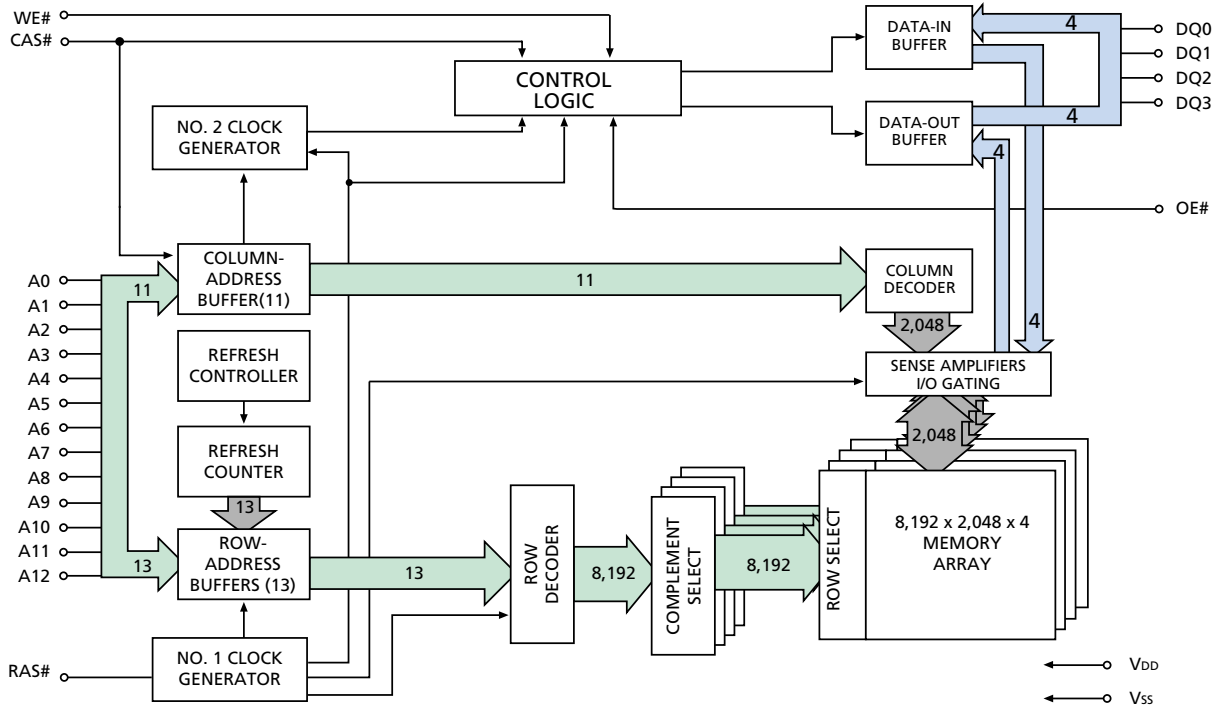 WE#
CAS#
CONTROL
LOGIC
DATA-IN
BUFFER
4
DQ0
DQ1
DQ2
DQ3
NO. 2 CLOCK
GENERATOR
DATA-OUT
BUFFER
4
4
OE#
COLUMN-
ADDRESS
BUFFER(11)
11
11
COLUMN
DECODER
A0
A1
A2
A3
A4
A5
A6
A7
A8
A9
A10
A11
A12
2,048
4
REFRESH
CONTROLLER
SENSE AMPLIFIERS
I/O GATING
REFRESH
COUNTER
2,048
13
ROW-
ADDRESS
BUFFERS (13)
13
13
ROW
DECODER
8,192
COMPLEMENT
SELECT
8,192
ROW SELECT
8,192 x 2,048 x 4
MEMORY
ARRAY
NO. 1 CLOCK
GENERATOR
RAS#
VDD
VSS